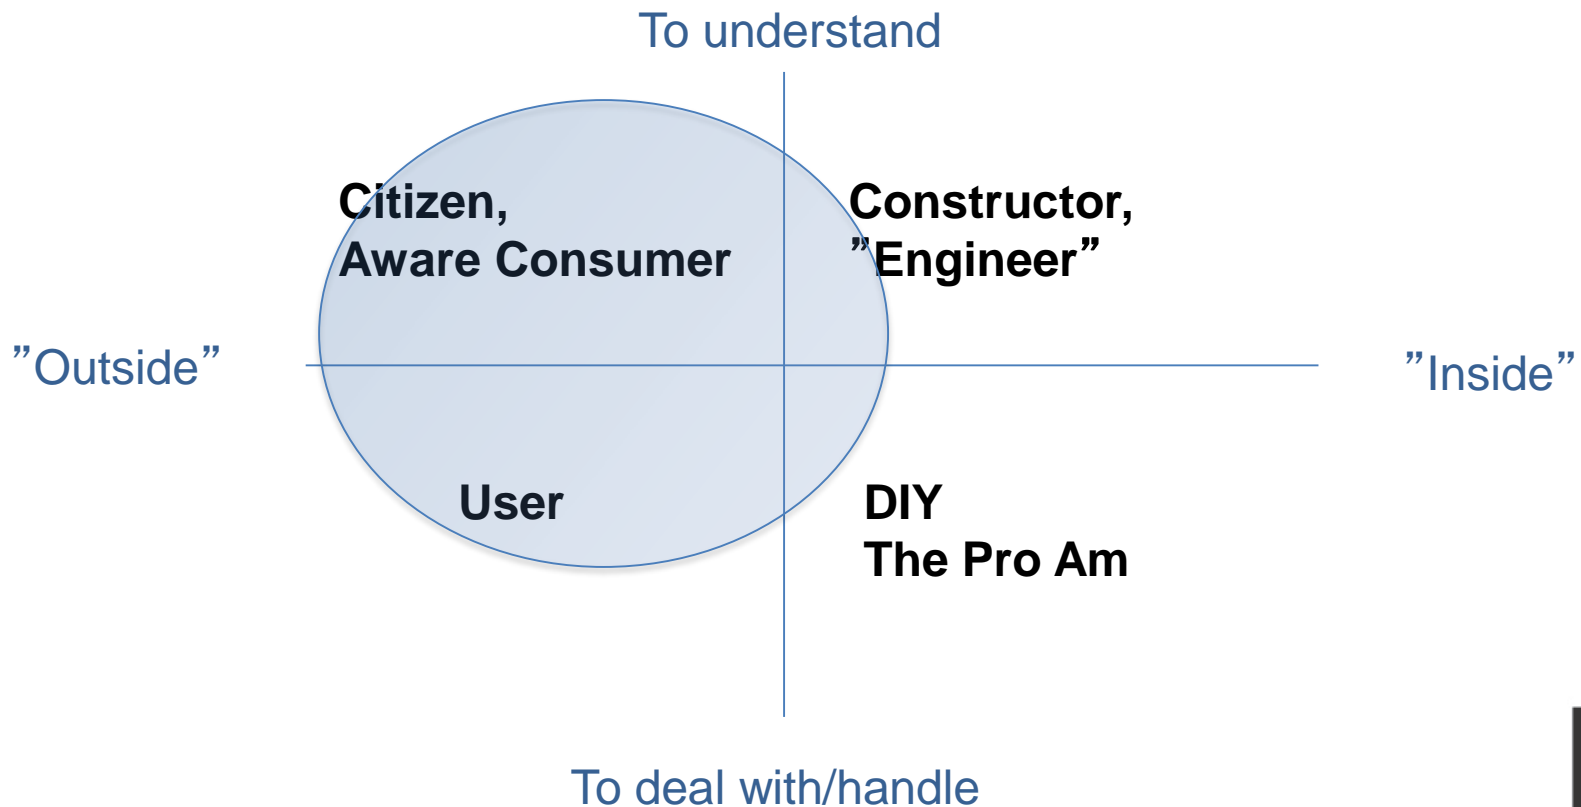 To understand
Citizen,
Aware Consumer
Constructor,
”Engineer”
”Outside”
”Inside”
User
DIY
The Pro Am
To deal with/handle